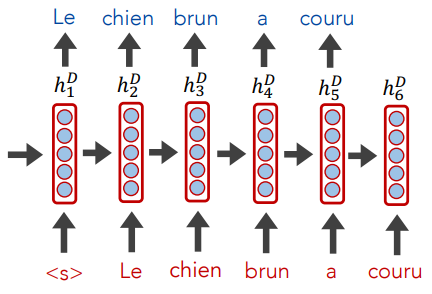 Le chien brun a couru
h₁ᴰ h₂ᴰ h₃ᴰ h₄ᴰ h₅ᴰ h₆ᴰ
<s> Le chien brun a couru